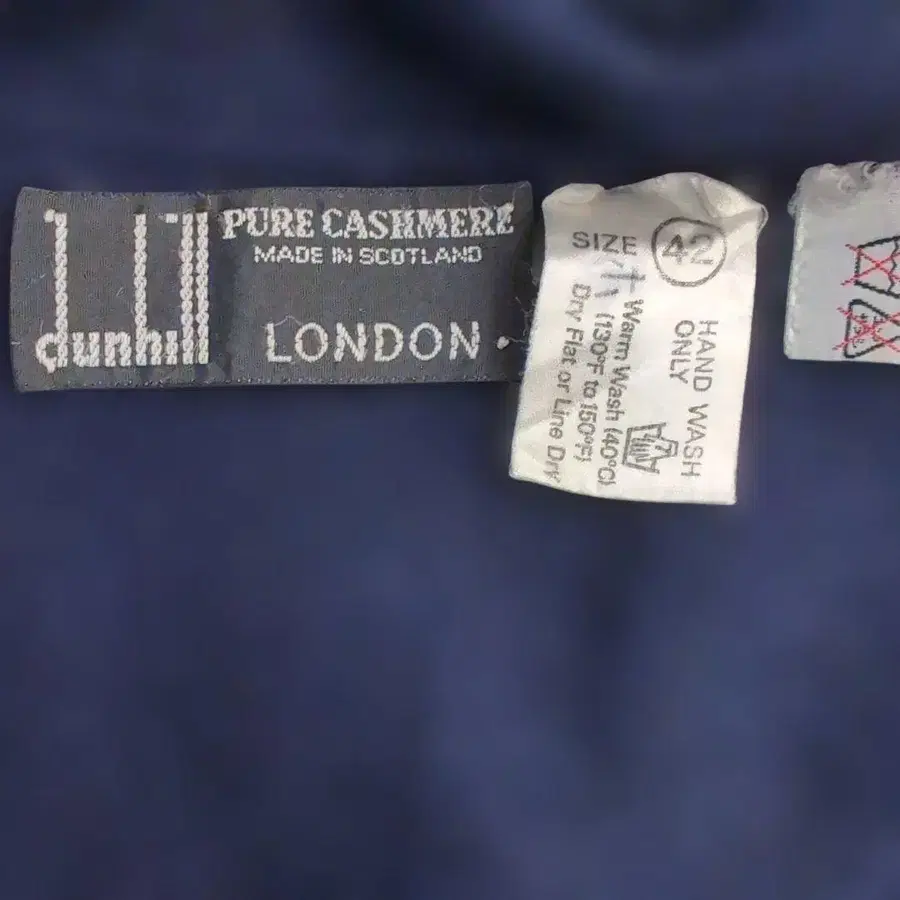 dunhill
PURE CASHMERE
MADE IN SCOTLAND
LONDON
SIZE 42
HAND WASH
ONLY
Warm Wash (40°C)
(130°F to 150°F)
Dry Flat or Line Dry